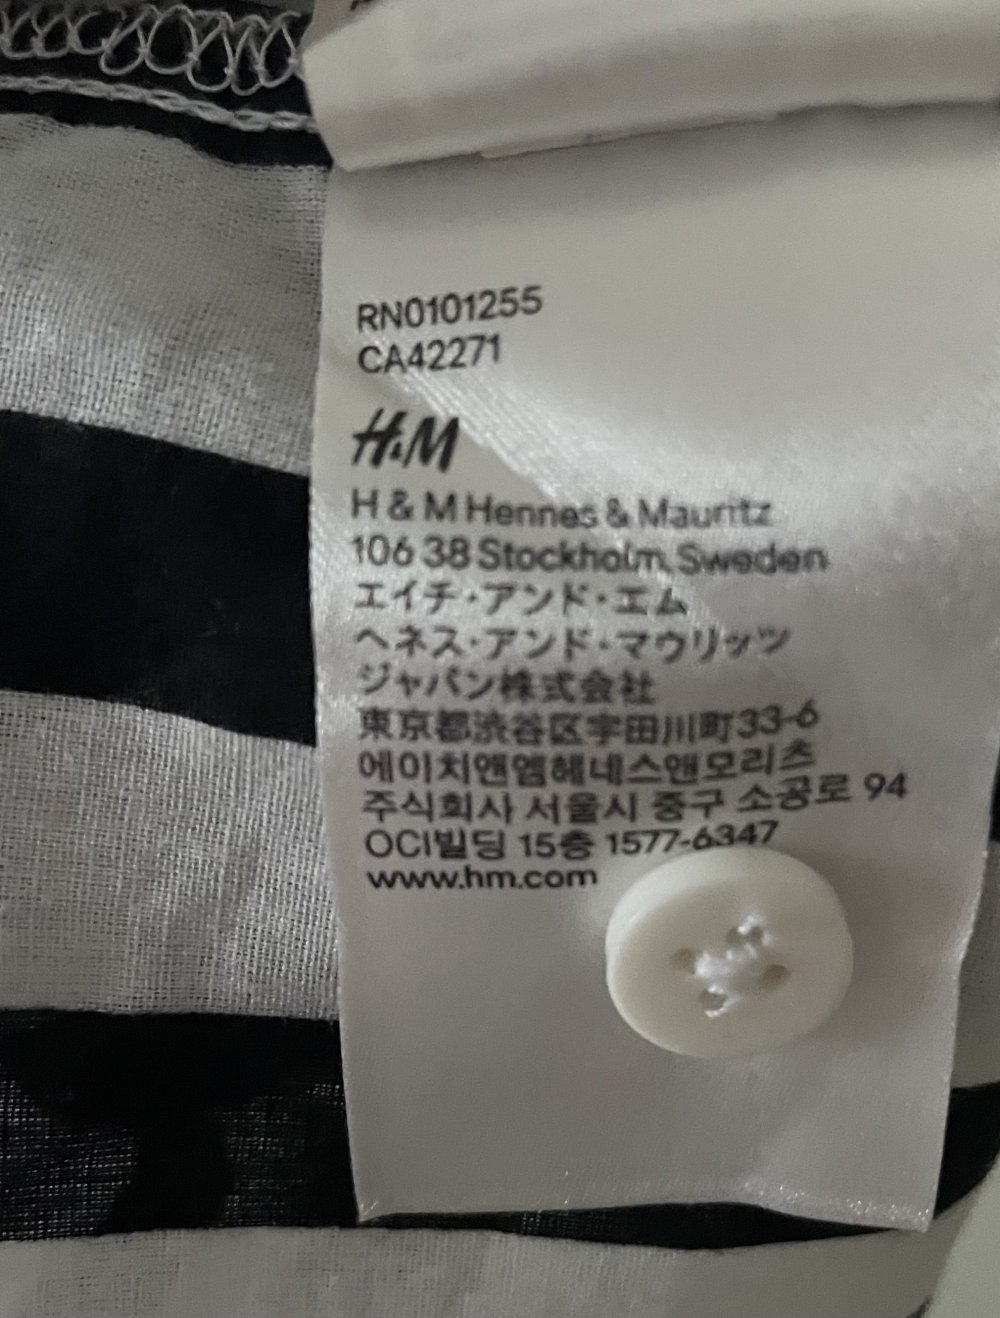 RN0101255
CA42271
H&M
H & M Hennes & Mauritz
106 38 Stockholm, Sweden
エイチ・アンド・エム
ヘネス・アンド・マウリッツ
ジャパン株式会社
東京都渋谷区宇田川町33-6
에이치앤엠헤네스앤모리츠
주식회사 서울시 중구 소공로 94
OCI빌딩 15층 1577-6347
www.hm.com